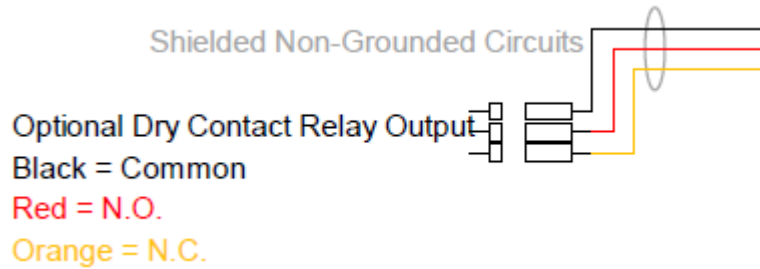 Shielded Non-Grounded Circuits
Optional Dry Contact Relay Output
Black = Common
Red = N.O.
Orange = N.C.